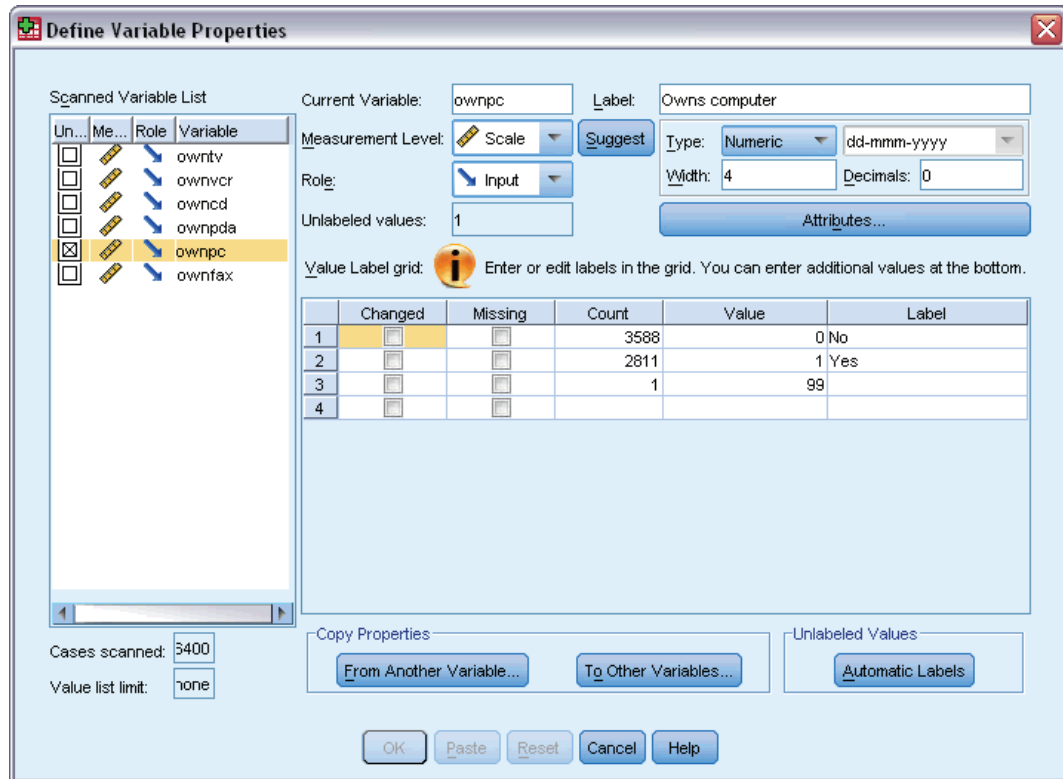 Define Variable Properties
Scanned Variable List
Un... Me... Role Variable
owntv
ownvcr
owncd
ownpda
ownpc
ownfax
Cases scanned: 6400
Value list limit: none
Current Variable: ownpc Label: Owns computer
Measurement Level: Scale Suggest Type: Numeric dd-mmm-yyyy
Role: Input Width: 4 Decimals: 0
Unlabeled values: 1 Attributes...
Value Label grid: i Enter or edit labels in the grid. You can enter additional values at the bottom.
Changed Missing Count Value Label
1 3588 0 No
2 2811 1 Yes
3 1 99
4
Copy Properties
From Another Variable... To Other Variables...
Unlabeled Values
Automatic Labels
OK Paste Reset Cancel Help